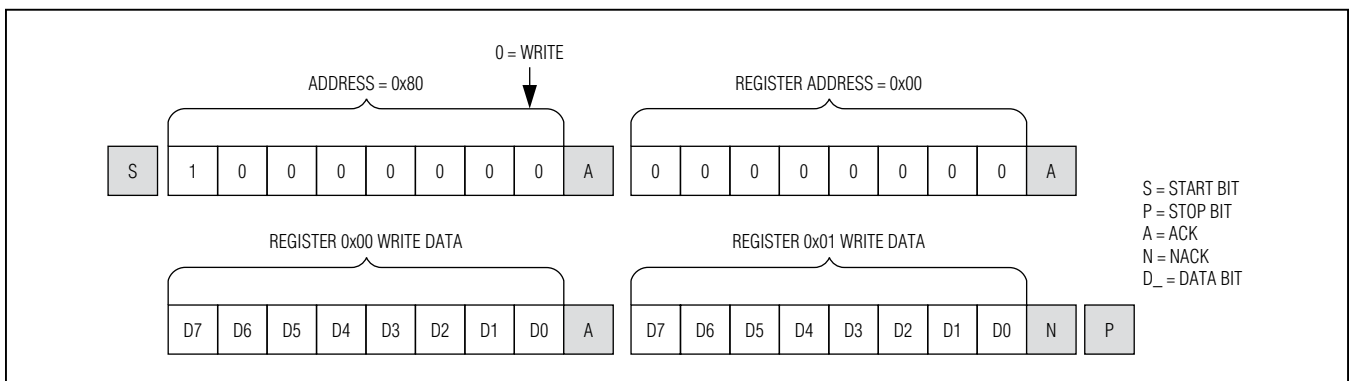 0 = WRITE
ADDRESS = 0x80
REGISTER ADDRESS = 0x00
S 1 0 0 0 0 0 0 0 A 0 0 0 0 0 0 0 0 A
REGISTER 0x00 WRITE DATA
REGISTER 0x01 WRITE DATA
D7 D6 D5 D4 D3 D2 D1 D0 A D7 D6 D5 D4 D3 D2 D1 D0 N P
S = START BIT
P = STOP BIT
A = ACK
N = NACK
D_ = DATA BIT